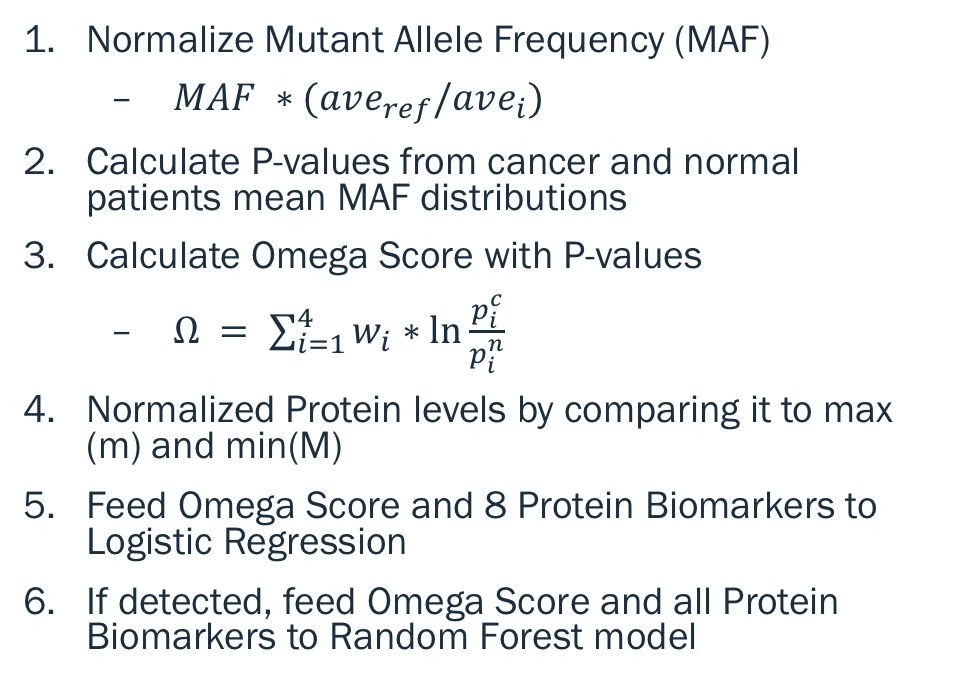 1. Normalize Mutant Allele Frequency (MAF)
– MAF ∗ (ave_ref/ave_i)
2. Calculate P-values from cancer and normal
patients mean MAF distributions
3. Calculate Omega Score with P-values
– Ω = ∑_{i=1}^{4} w_i ∗ ln p_i^c / p_i^n
4. Normalized Protein levels by comparing it to max
(m) and min(M)
5. Feed Omega Score and 8 Protein Biomarkers to
Logistic Regression
6. If detected, feed Omega Score and all Protein
Biomarkers to Random Forest model